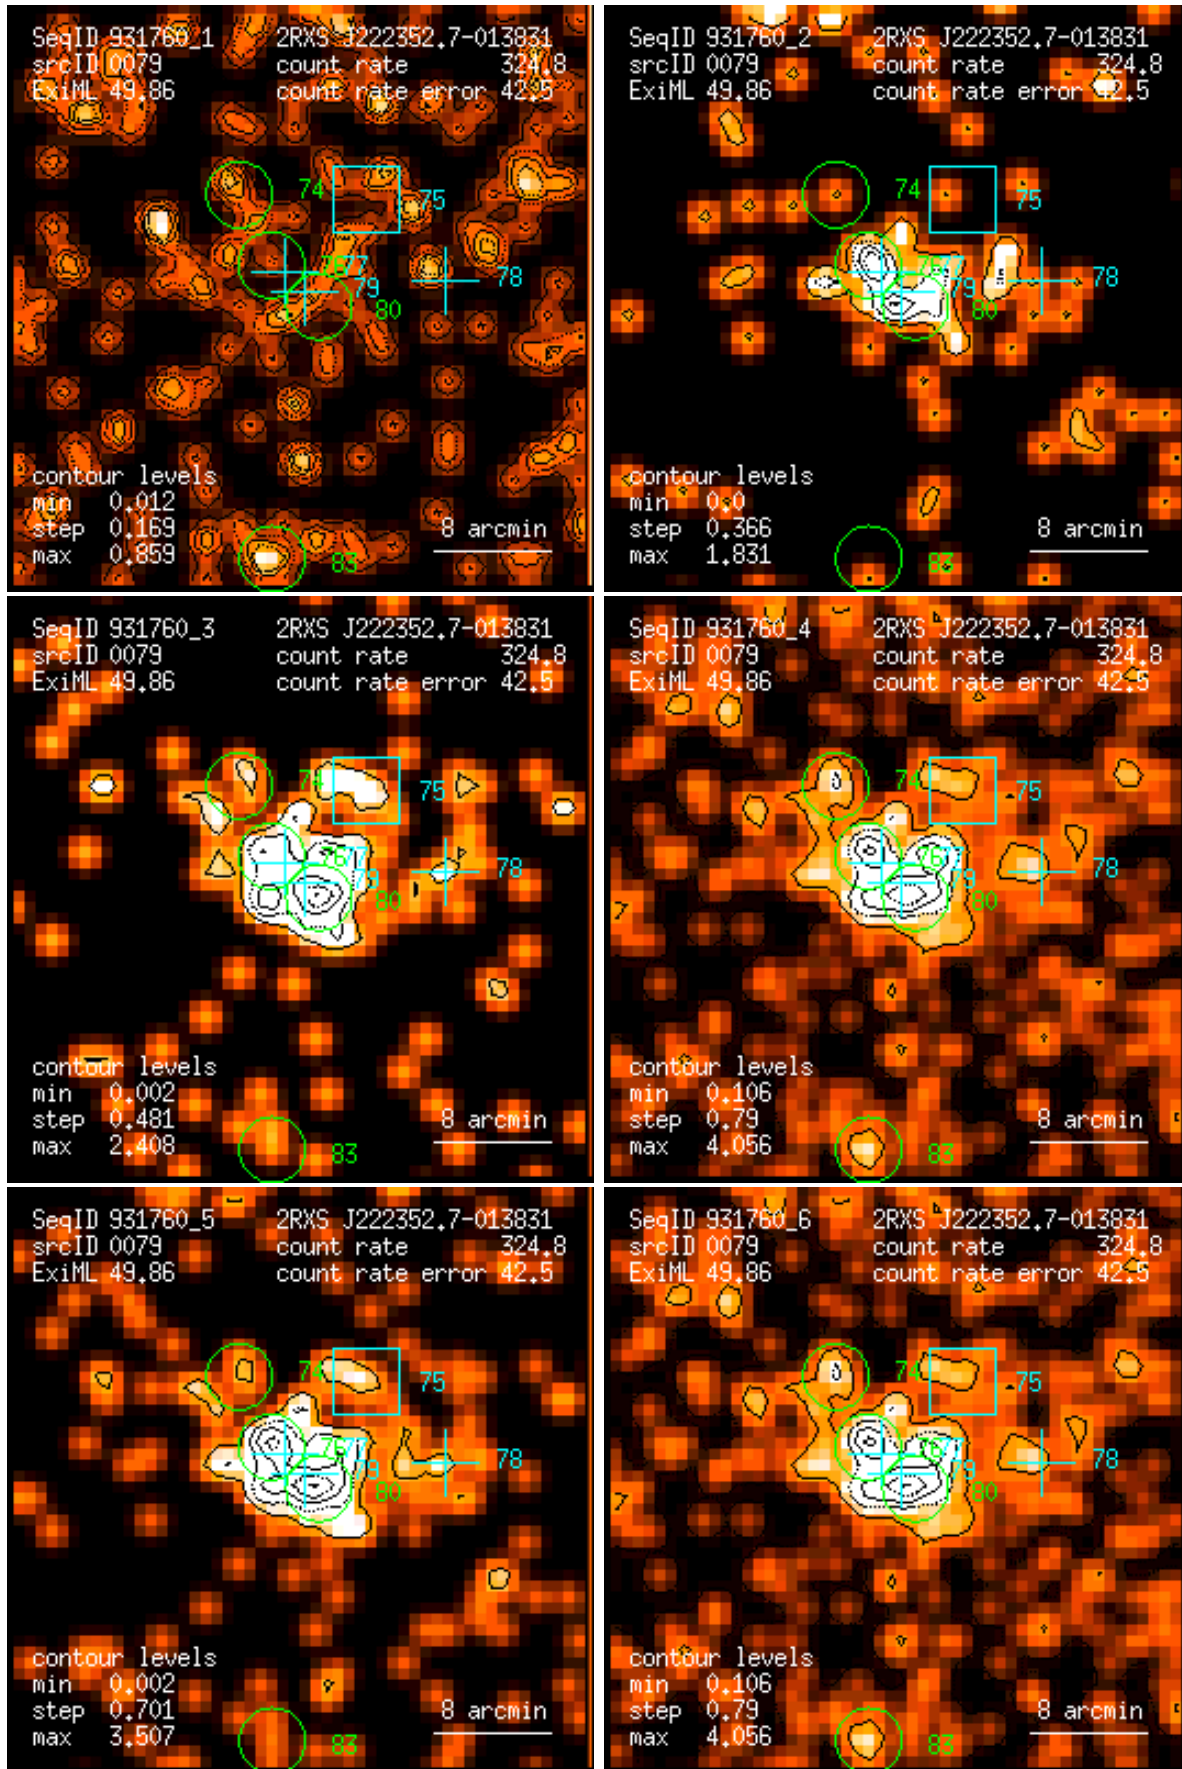 SeqID 931760_1 2RXS J222352.7-013831
srcID 0079 count rate 324.8
ExiML 49.86 count rate error 42.5
74
75
76 77
78
79
80
contour levels
min 0.012
step 0.169 8 arcmin
max 0.859
83
SeqID 931760_2 2RXS J222352.7-013831
srcID 0079 count rate 324.8
ExiML 49.86 count rate error 42.5
74
75
76 77
78
79
80
contour levels
min 0.0
step 0.366 8 arcmin
max 1.831
83
SeqID 931760_3 2RXS J222352.7-013831
srcID 0079 count rate 324.8
ExiML 49.86 count rate error 42.5
74
75
76 77
78
79
80
contour levels
min 0.002
step 0.481 8 arcmin
max 2.408
83
SeqID 931760_4 2RXS J222352.7-013831
srcID 0079 count rate 324.8
ExiML 49.86 count rate error 42.5
74
75
76 77
78
79
80
contour levels
min 0.106
step 0.79 8 arcmin
max 4.056
83
SeqID 931760_5 2RXS J222352.7-013831
srcID 0079 count rate 324.8
ExiML 49.86 count rate error 42.5
74
75
76 77
78
79
80
contour levels
min 0.002
step 0.701 8 arcmin
max 3.507
83
SeqID 931760_6 2RXS J222352.7-013831
srcID 0079 count rate 324.8
ExiML 49.86 count rate error 42.5
74
75
76 77
78
79
80
contour levels
min 0.106
step 0.79 8 arcmin
max 4.056
83